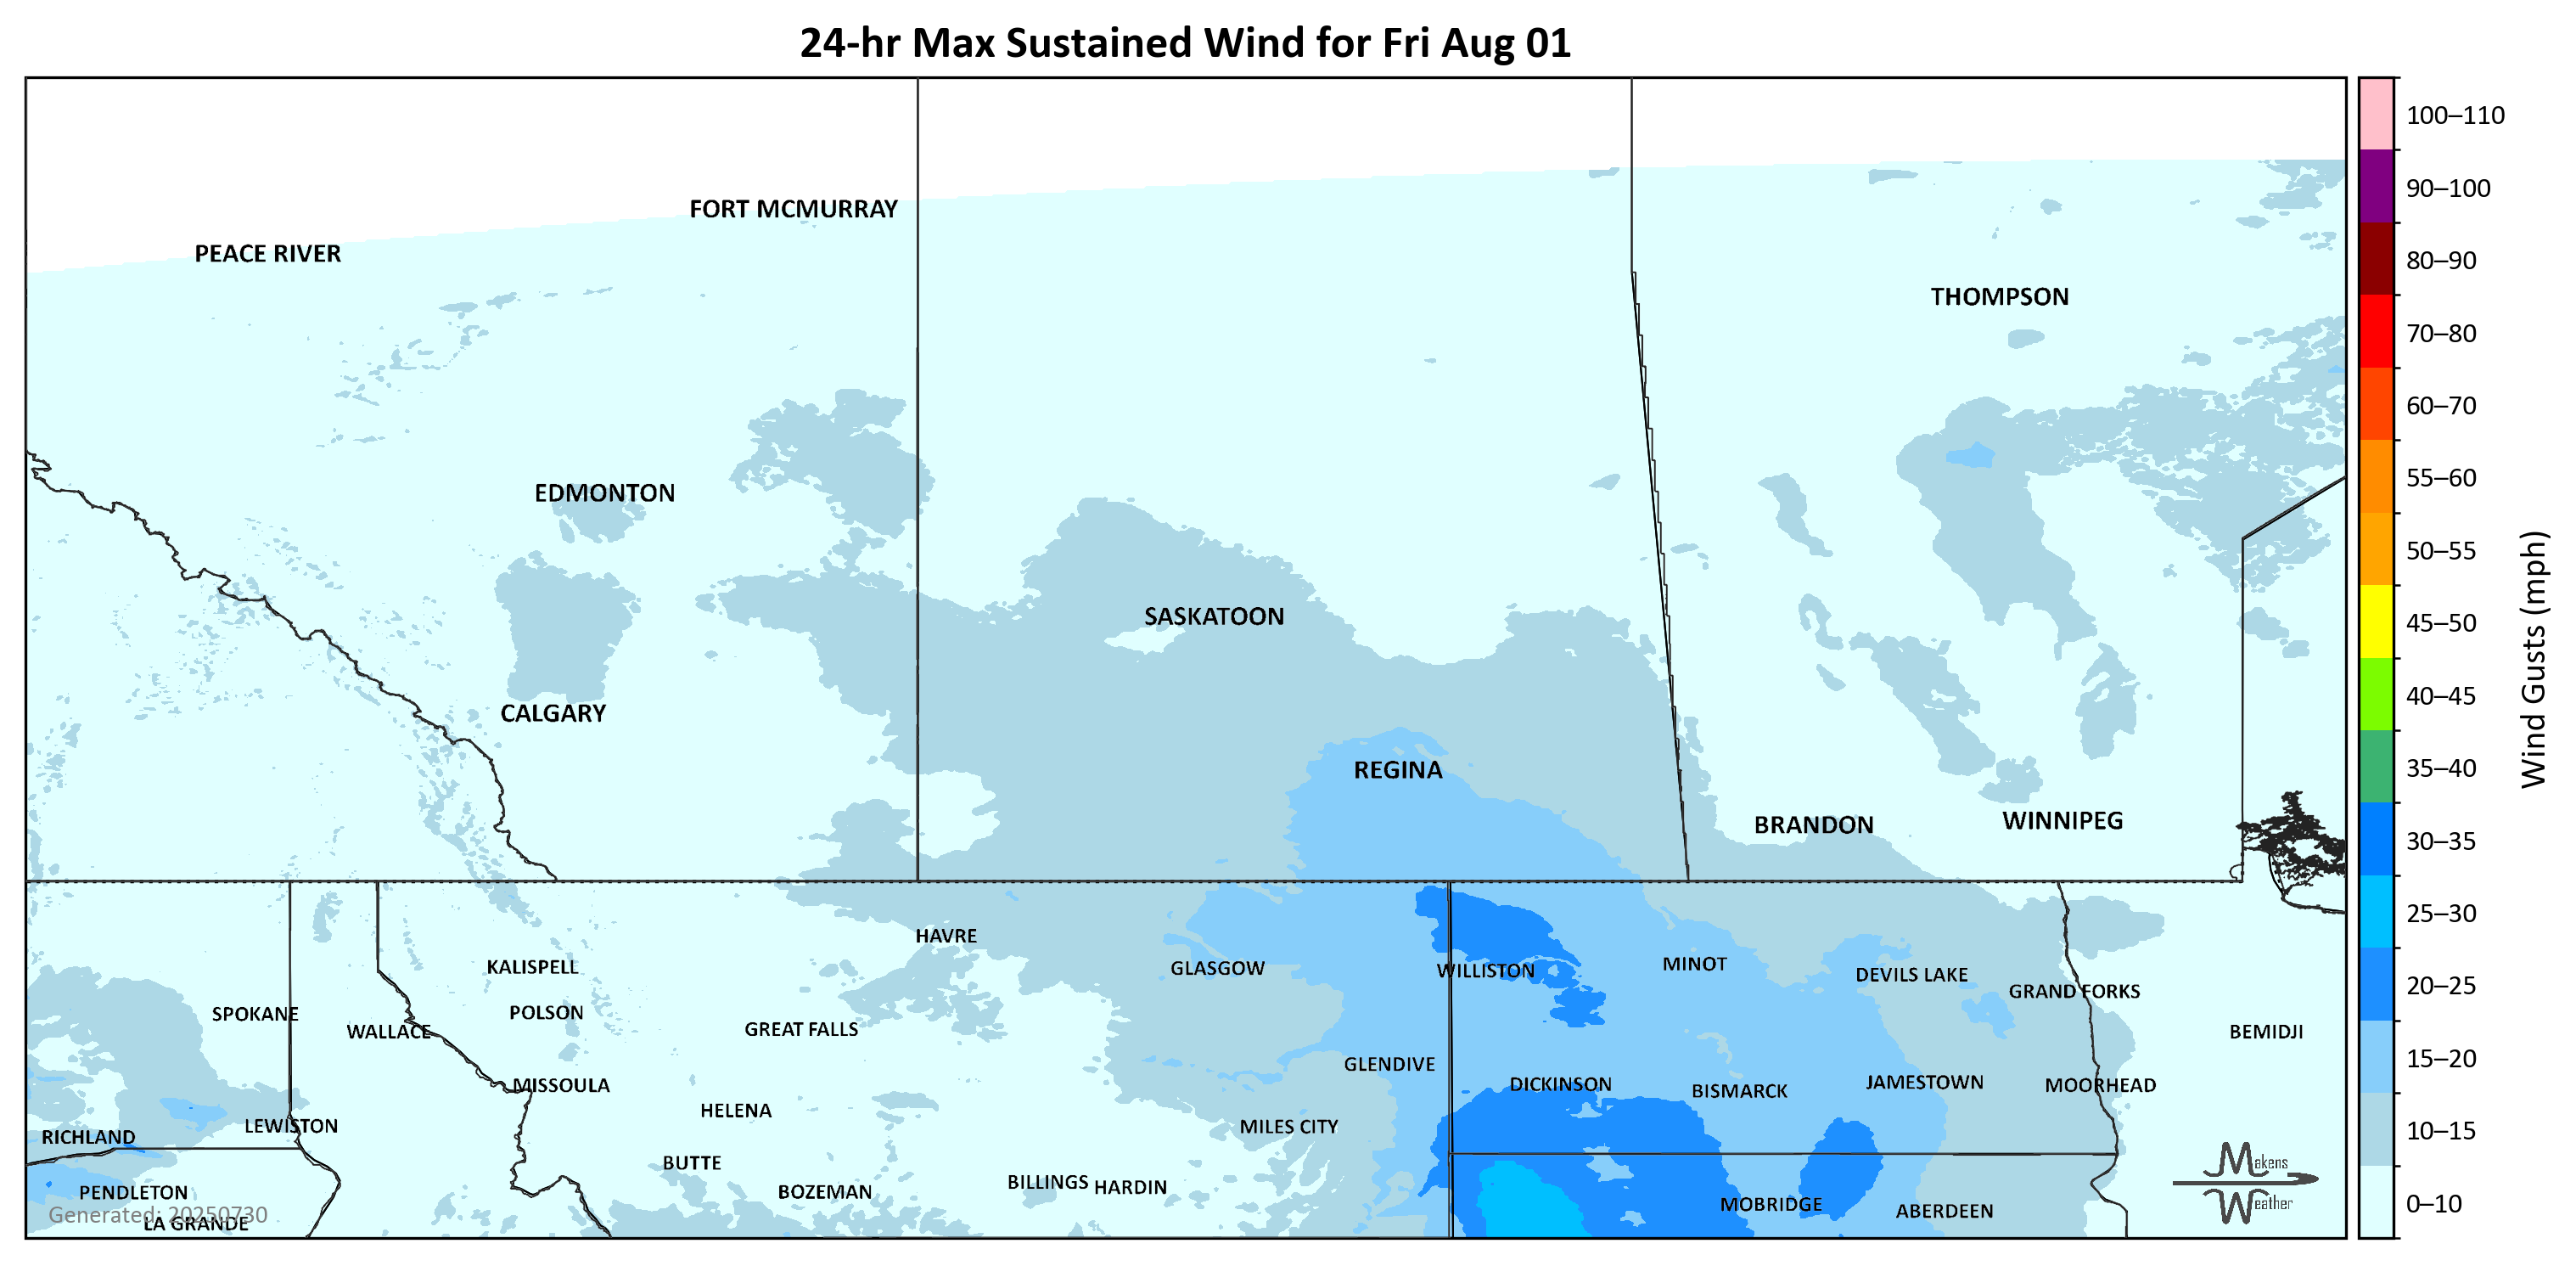 24-hr Max Sustained Wind for Fri Aug 01
100–110
90–100
80–90
70–80
60–70
55–60
50–55
45–50
40–45
35–40
30–35
25–30
20–25
15–20
10–15
0–10
Wind Gusts (mph)
FORT MCMURRAY
PEACE RIVER
THOMPSON
EDMONTON
SASKATOON
CALGARY
REGINA
BRANDON
WINNIPEG
HAVRE
KALISPELL
GLASGOW
WILLISTON
MINOT
DEVILS LAKE
GRAND FORKS
SPOKANE
POLSON
WALLACE
GREAT FALLS
BEMIDJI
GLENDIVE
MISSOULA
DICKINSON
BISMARCK
JAMESTOWN
MOORHEAD
HELENA
LEWISTON
MILES CITY
RICHLAND
BUTTE
BILLINGS
HARDIN
PENDLETON
BOZEMAN
MOBRIDGE
ABERDEEN
Generated: 20250730
LA GRANDE
Makens
Weather